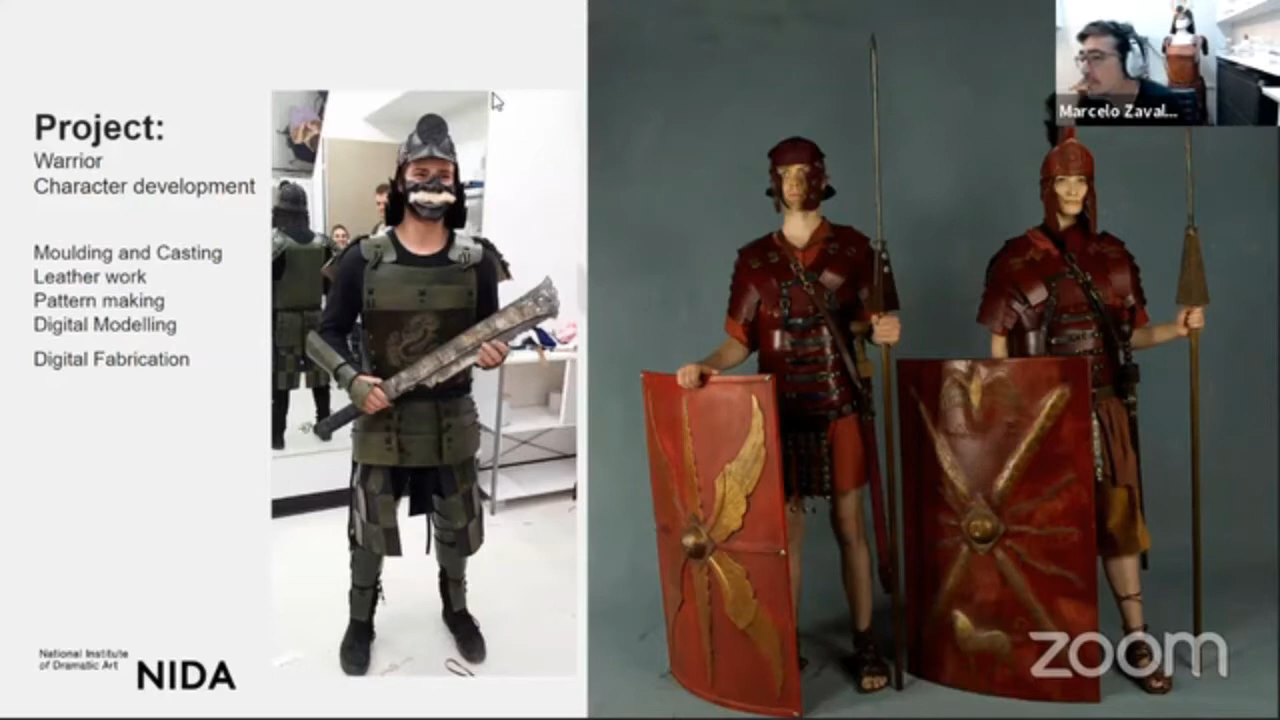 Project:
Warrior
Character development
Moulding and Casting
Leather work
Pattern making
Digital Modelling
Digital Fabrication
National Institute
of Dramatic Art
NIDA
Marcelo Zaval...
zoom